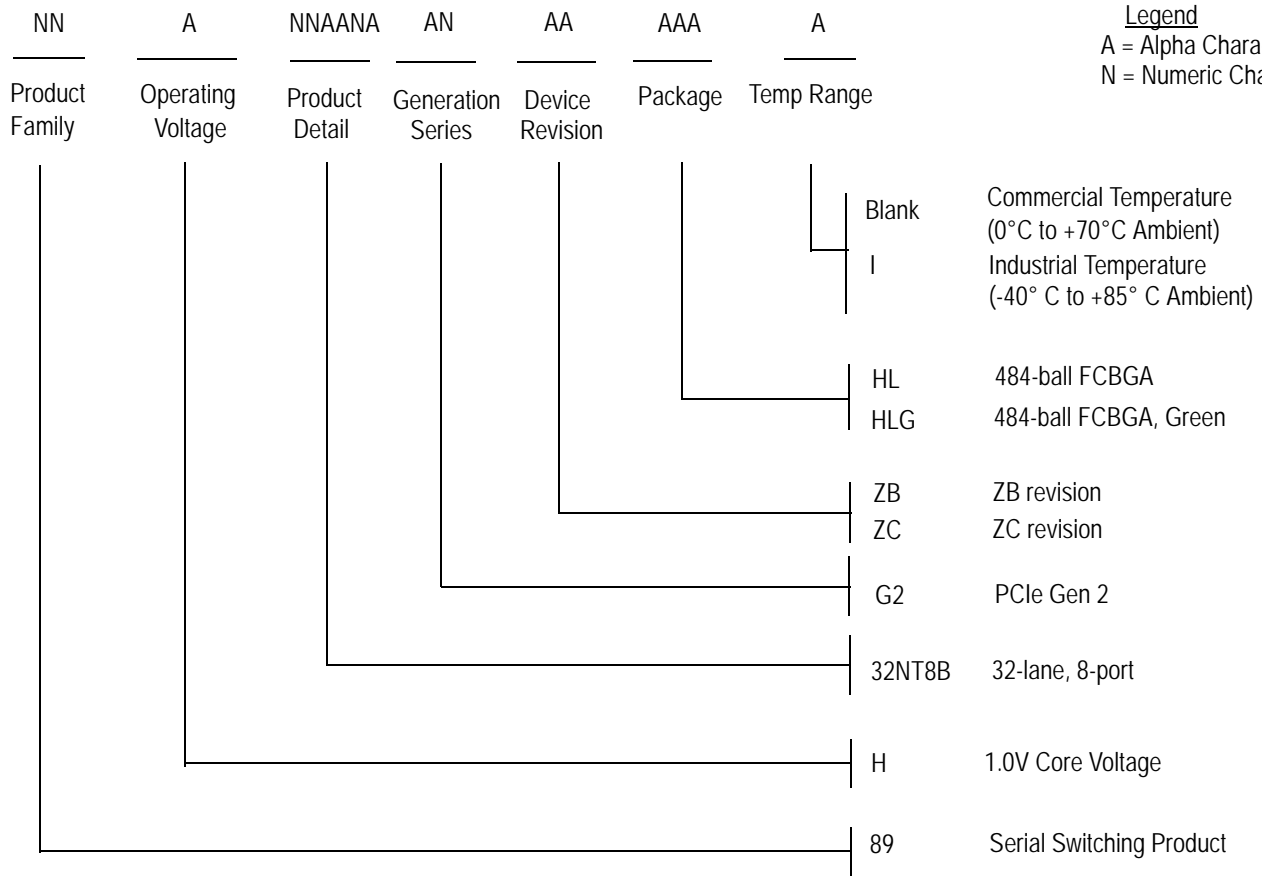 NN A NNAANA AN AA AAA A
Legend
A = Alpha Chara
N = Numeric Cha
Product Family
Operating Voltage
Product Detail
Generation Series
Device Revision
Package
Temp Range
Blank Commercial Temperature
(0°C to +70°C Ambient)
I Industrial Temperature
(-40° C to +85° C Ambient)
HL 484-ball FCBGA
HLG 484-ball FCBGA, Green
ZB ZB revision
ZC ZC revision
G2 PCIe Gen 2
32NT8B 32-lane, 8-port
H 1.0V Core Voltage
89 Serial Switching Product